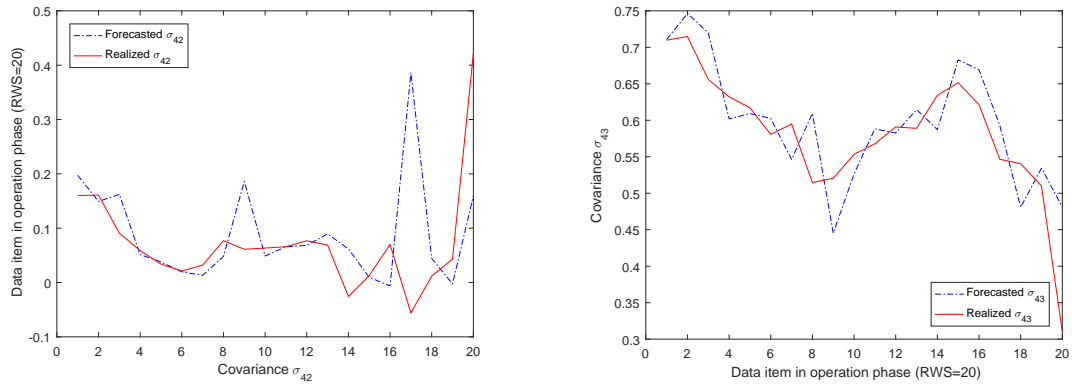 0.5
0.4
0.3
0.2
0.1
0
-0.1
0 2 4 6 8 10 12 14 16 18 20
Data item in operation phase (RWS=20)
Covariance σ42
Forecasted σ42
Realized σ42
0.75
0.7
0.65
0.6
0.55
0.5
0.45
0.4
0.35
0.3
0 2 4 6 8 10 12 14 16 18 20
Covariance σ43
Data item in operation phase (RWS=20)
Forecasted σ43
Realized σ43